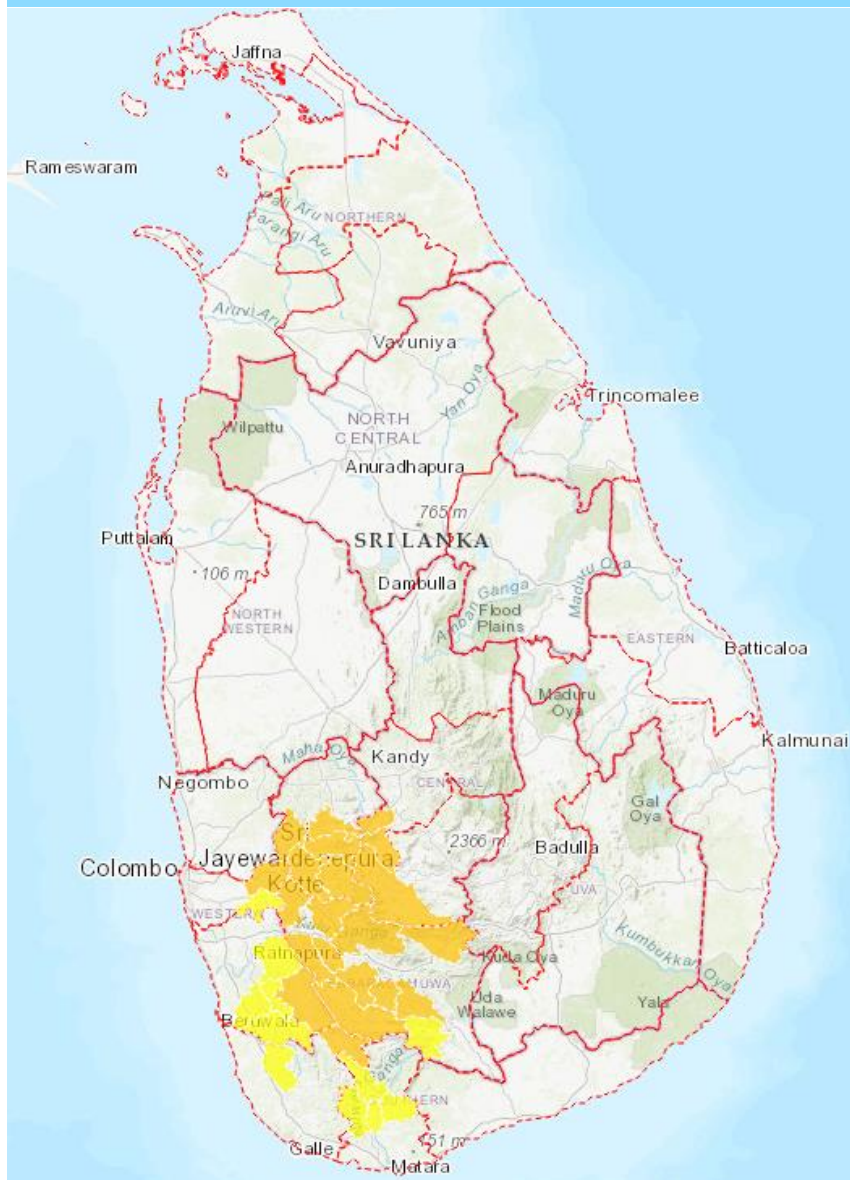 Jaffna
Rameswaram
Pali Aru
Parangi Aru
NORTHERN
Aruvi Aru
Vavuniya
Yan Oya
Trincomalee
Wilpattu
NORTH
CENTRAL
Anuradhapura
765 m
Puttalam
SRI LANKA
106 m
Dambulla
Amban Ganga
Flood
Plains
Maduru Oya
NORTH
WESTERN
EASTERN
Batticaloa
Maduru
Oya
Kalmunai
Maha Oya
Kandy
Negombo
CENTRAL
Gal
Oya
Sri
Jayewardenepura
Kotte
2366 m
Badulla
Colombo
UVA
WESTERN
Kumbukkan Oya
Ratnapura
Kuda Oya
Uda
Walawe
Yala
Beruwala
Ganga
Galle
51 m
Matara